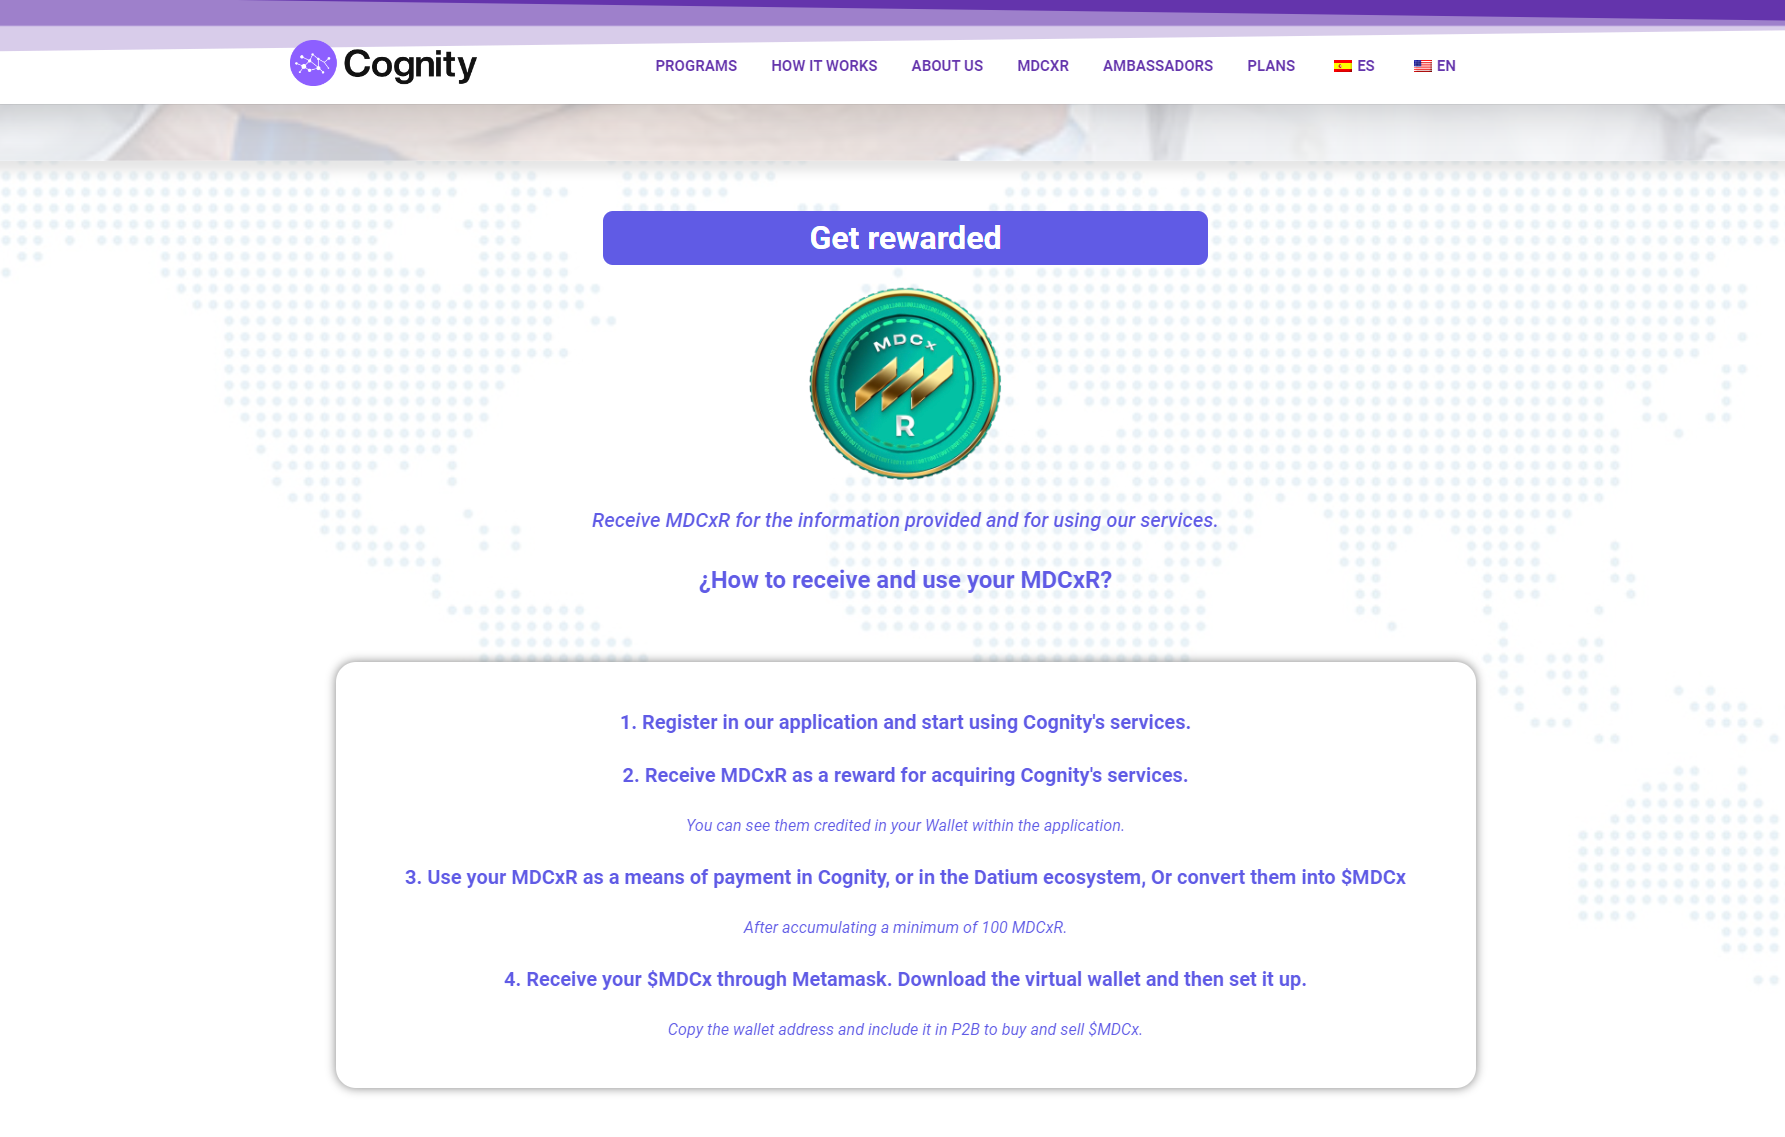 Cognity
PROGRAMS HOW IT WORKS ABOUT US MDCXR AMBASSADORS PLANS ES EN
Get rewarded
MDCx
R
Receive MDCxR for the information provided and for using our services.
¿How to receive and use your MDCxR?
1. Register in our application and start using Cognity's services.
2. Receive MDCxR as a reward for acquiring Cognity's services.
You can see them credited in your Wallet within the application.
3. Use your MDCxR as a means of payment in Cognity, or in the Datium ecosystem, Or convert them into $MDCx
After accumulating a minimum of 100 MDCxR.
4. Receive your $MDCx through Metamask. Download the virtual wallet and then set it up.
Copy the wallet address and include it in P2B to buy and sell $MDCx.